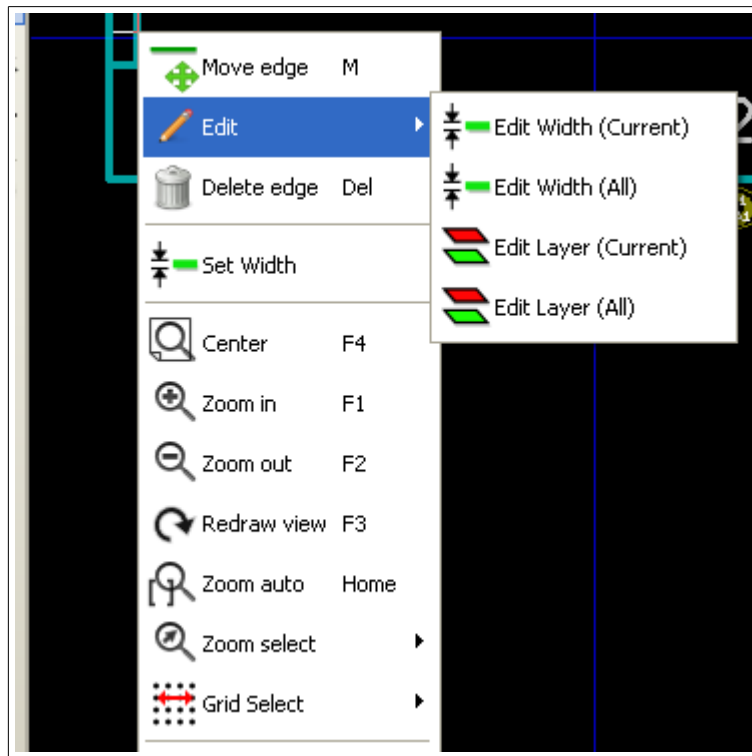 Move edge M
Edit
Delete edge Del
Set Width
Center F4
Zoom in F1
Zoom out F2
Redraw view F3
Zoom auto Home
Zoom select
Grid Select
Edit Width (Current)
Edit Width (All)
Edit Layer (Current)
Edit Layer (All)
2